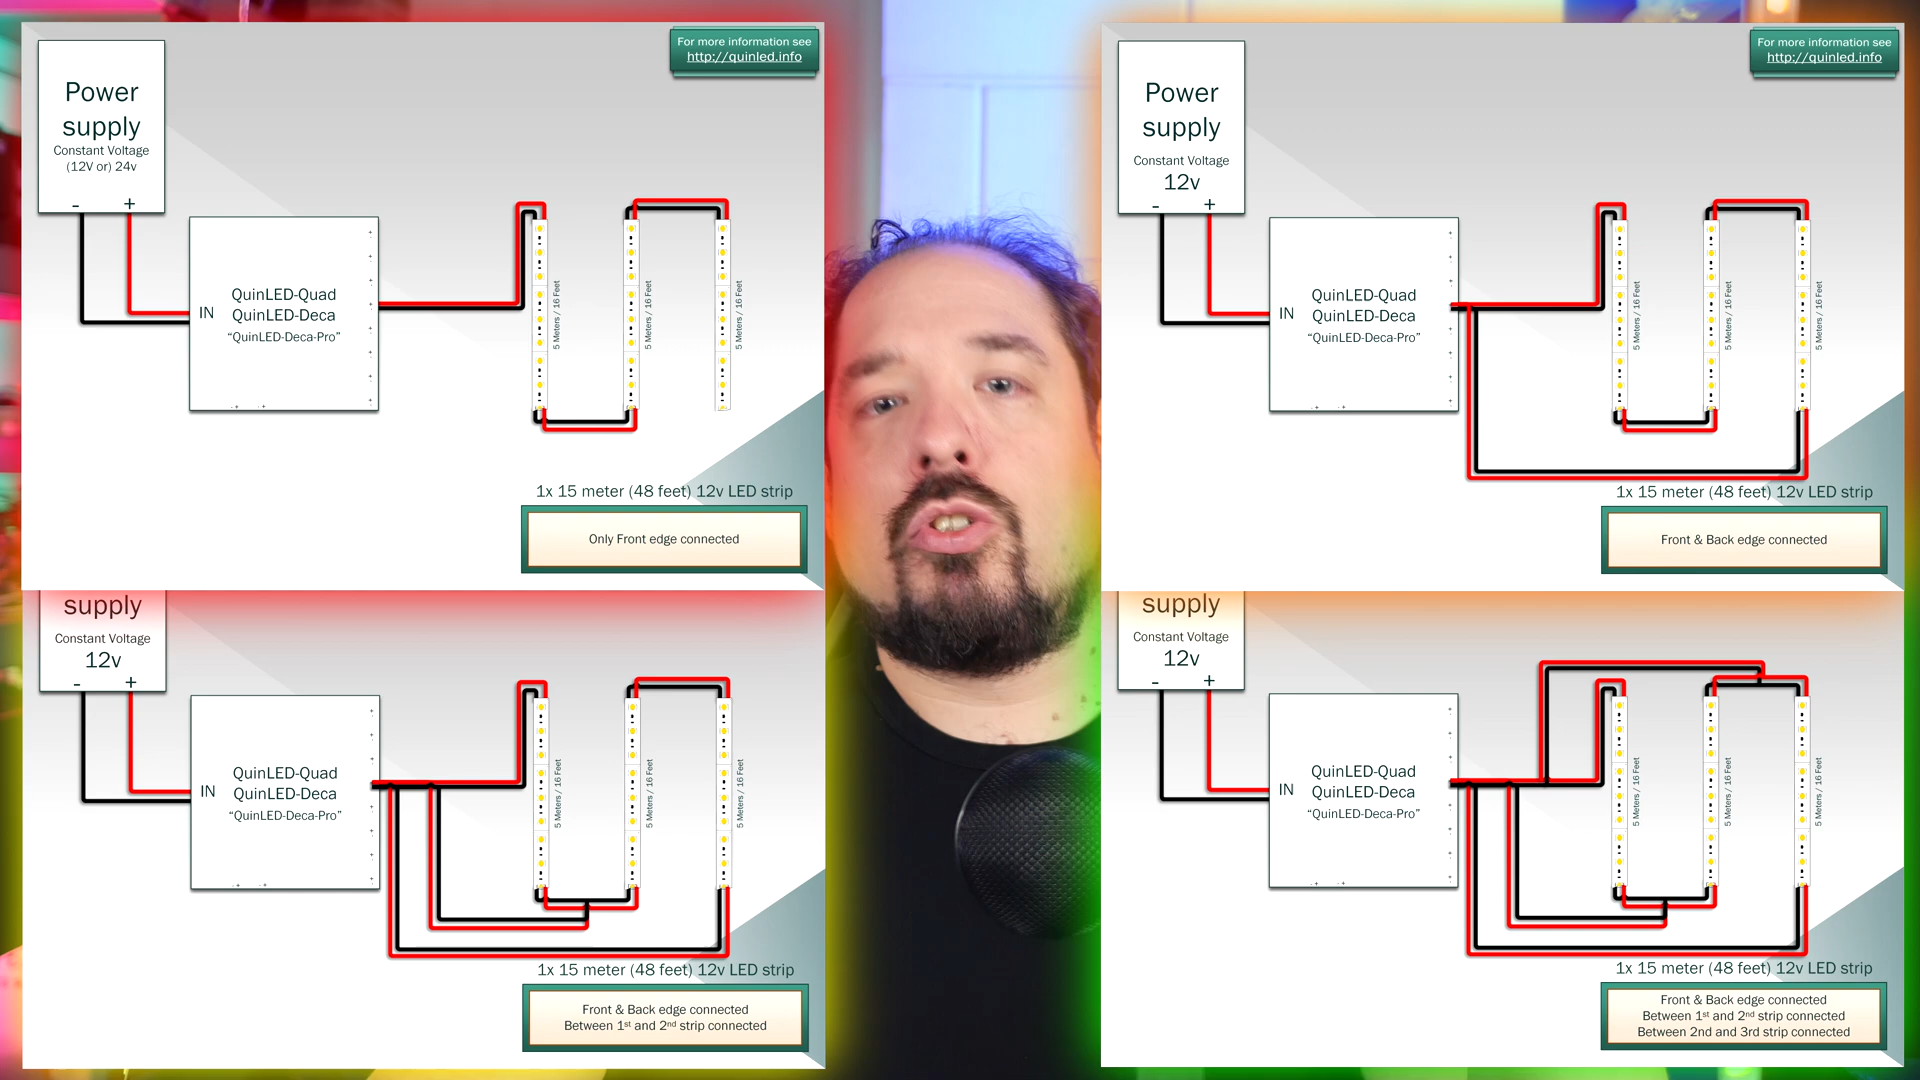 For more information see
http://quinled.info
Power
supply
Constant Voltage
(12V or) 24v
- +
IN
QuinLED-Quad
QuinLED-Deca
“QuinLED-Deca-Pro”
5 Meters / 16 Feet
5 Meters / 16 Feet
5 Meters / 16 Feet
1x 15 meter (48 feet) 12v LED strip
Only Front edge connected
For more information see
http://quinled.info
Power
supply
Constant Voltage
12v
- +
IN
QuinLED-Quad
QuinLED-Deca
“QuinLED-Deca-Pro”
5 Meters / 16 Feet
5 Meters / 16 Feet
5 Meters / 16 Feet
1x 15 meter (48 feet) 12v LED strip
Front & Back edge connected
supply
Constant Voltage
12v
- +
IN
QuinLED-Quad
QuinLED-Deca
“QuinLED-Deca-Pro”
5 Meters / 16 Feet
5 Meters / 16 Feet
5 Meters / 16 Feet
1x 15 meter (48 feet) 12v LED strip
Front & Back edge connected
Between 1st and 2nd strip connected
supply
Constant Voltage
12v
- +
IN
QuinLED-Quad
QuinLED-Deca
“QuinLED-Deca-Pro”
5 Meters / 16 Feet
5 Meters / 16 Feet
5 Meters / 16 Feet
1x 15 meter (48 feet) 12v LED strip
Front & Back edge connected
Between 1st and 2nd strip connected
Between 2nd and 3rd strip connected